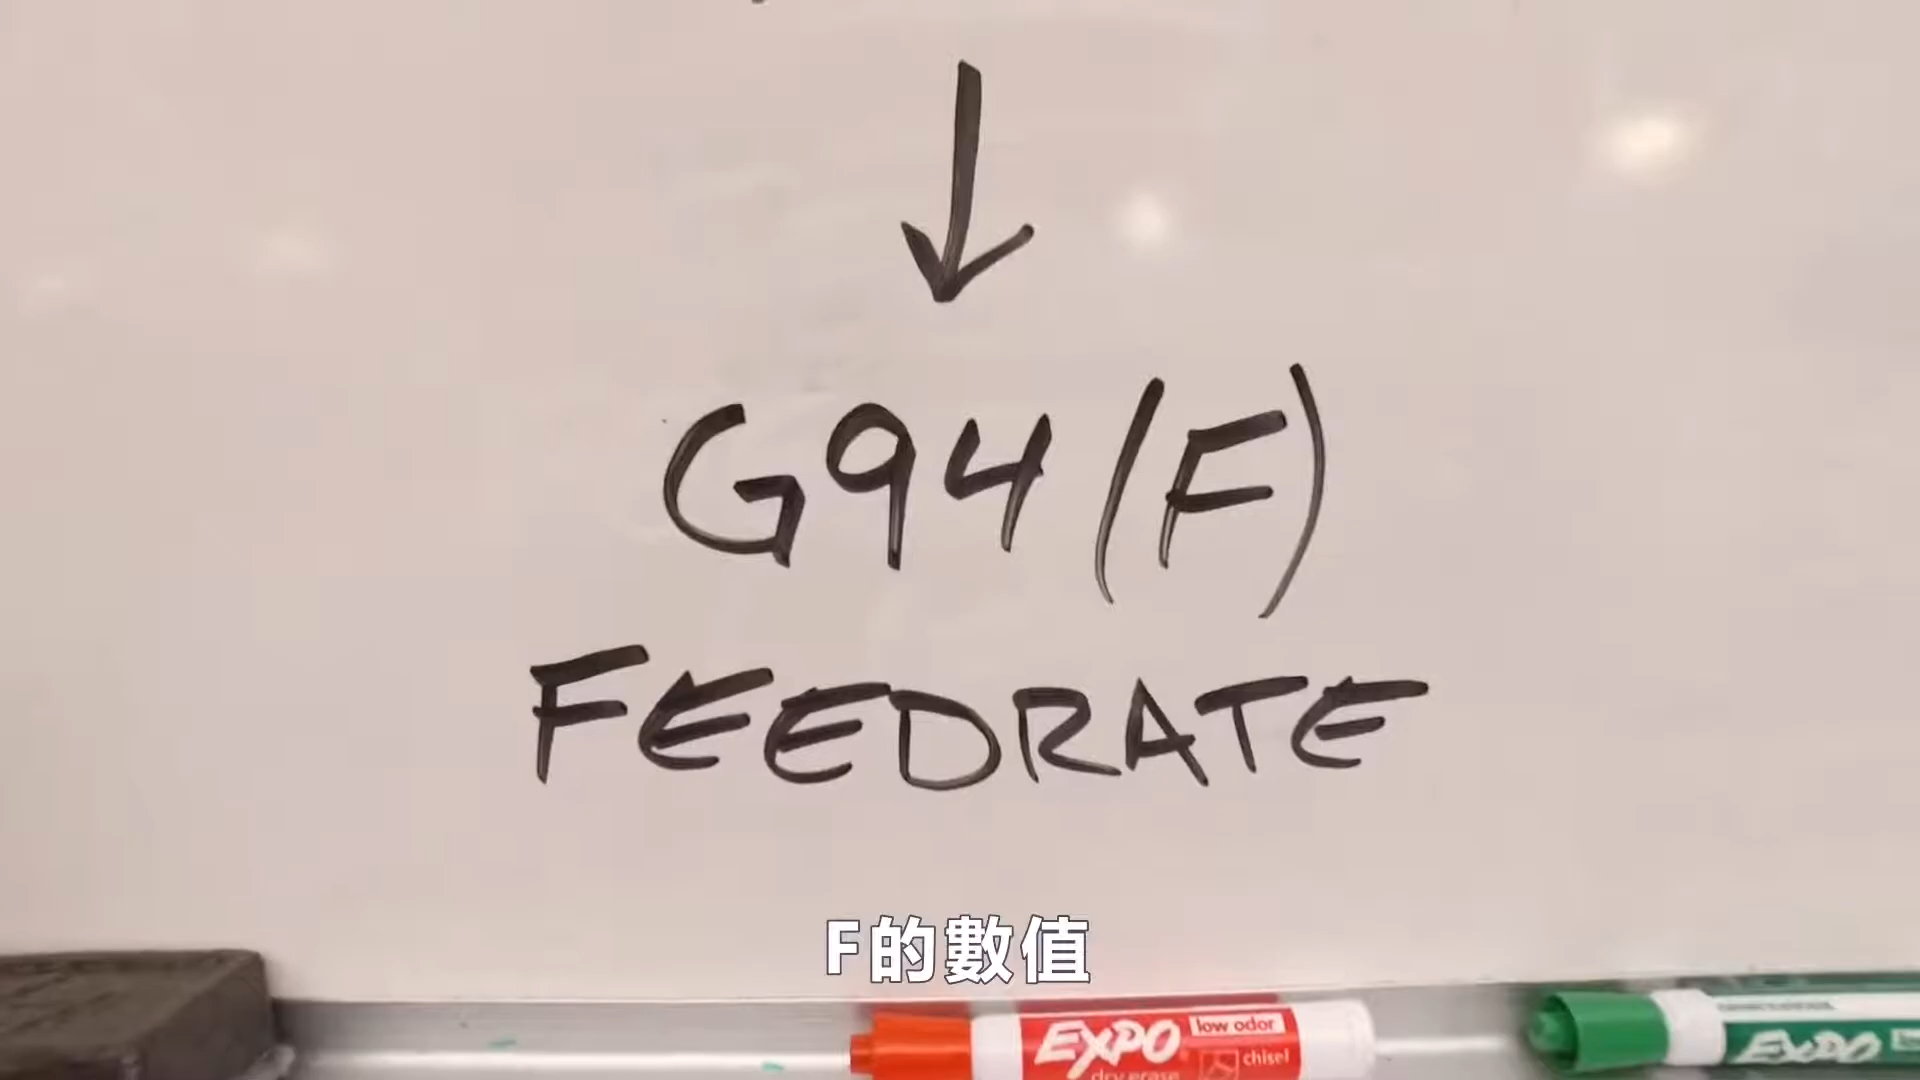 G94(F)
FEEDRATE
F的數值
EXPO low odor
chisel
dry erase
EXPO